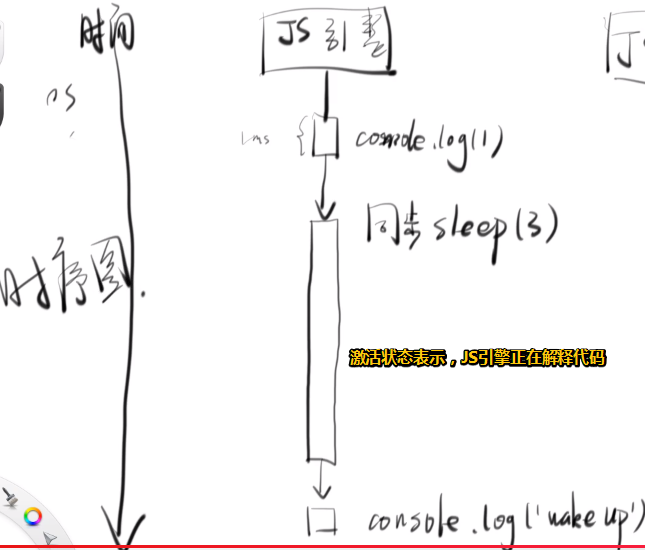 时间
JS 引擎
JS
0s
1ms
console.log(1)
同步 sleep(3)
时序图.
激活状态表示，JS引擎正在解释代码
console.log('wake up')